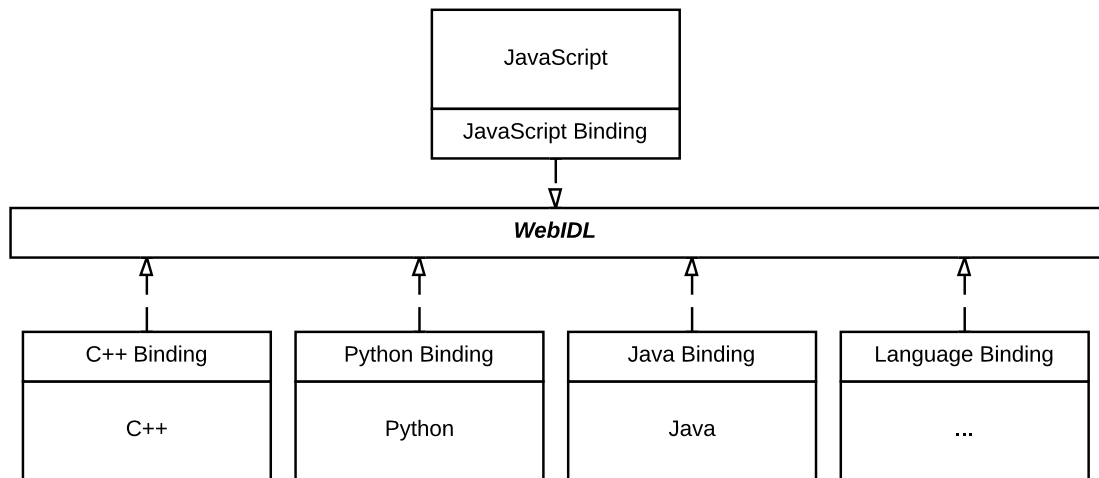 JavaScript
JavaScript Binding
WebIDL
C++ Binding
Python Binding
Java Binding
Language Binding
C++
Python
Java
...